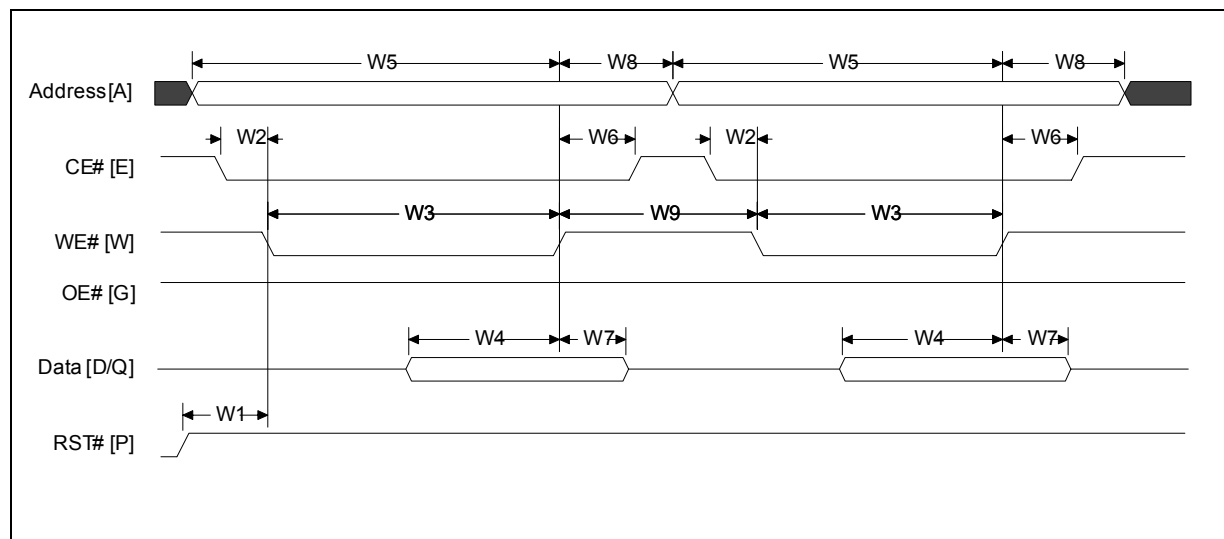 W5 W8 W5 W8
Address [A]
W2 W6 W2 W6
CE# [E]
W3 W9 W3
WE# [W]
OE# [G]
W4 W7 W4 W7
Data [D/Q]
W1
RST# [P]